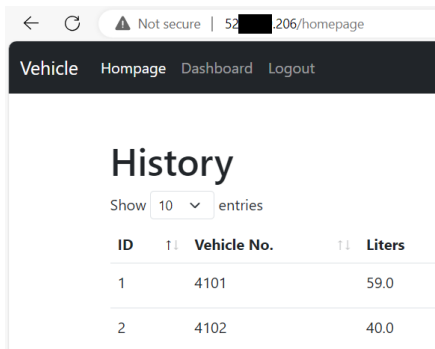 Not secure | 52 .206/homepage
Vehicle Hompage Dashboard Logout
History
Show 10 entries
ID Vehicle No. Liters
1 4101 59.0
2 4102 40.0